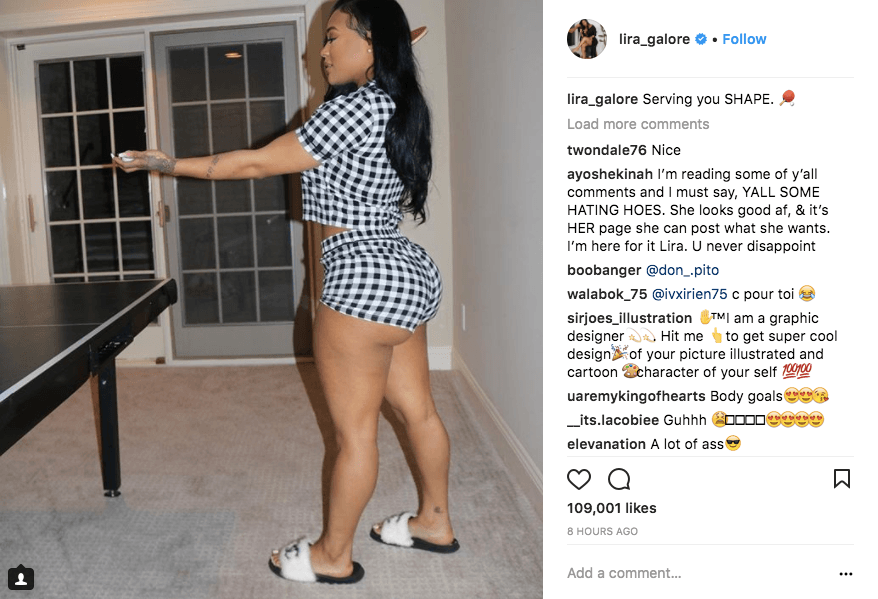 lira_galore • Follow
lira_galore Serving you SHAPE. 🏓
Load more comments
twondale76 Nice
ayoshekinah I’m reading some of y’all
comments and I must say, YALL SOME
HATING HOES. She looks good af, & it’s
HER page she can post what she wants.
I’m here for it Lira. U never disappoint
boobanger @don_.pito
walabok_75 @ivxirien75 c pour toi 😂
sirjoes_illustration ✋™I am a graphic
designer 💫💫. Hit me 👆to get super cool
design🎉of your picture illustrated and
cartoon 🎨character of your self 💯💯
uaremykingofhearts Body goals😍😍😘
__its.lacobiee Guhhh 😫□□□□😍😍😍😍
elevanation A lot of ass😎
109,001 likes
8 HOURS AGO
Add a comment...